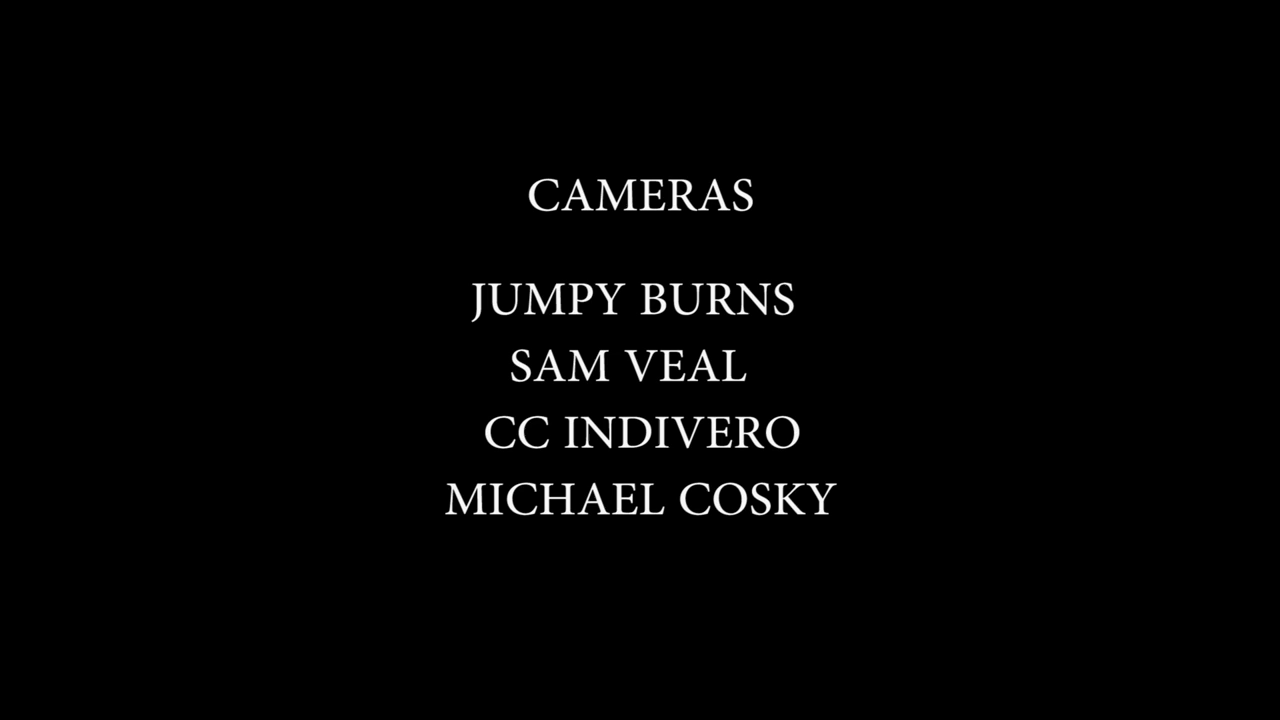 CAMERAS
JUMPY BURNS
SAM VEAL
CC INDIVERO
MICHAEL COSKY